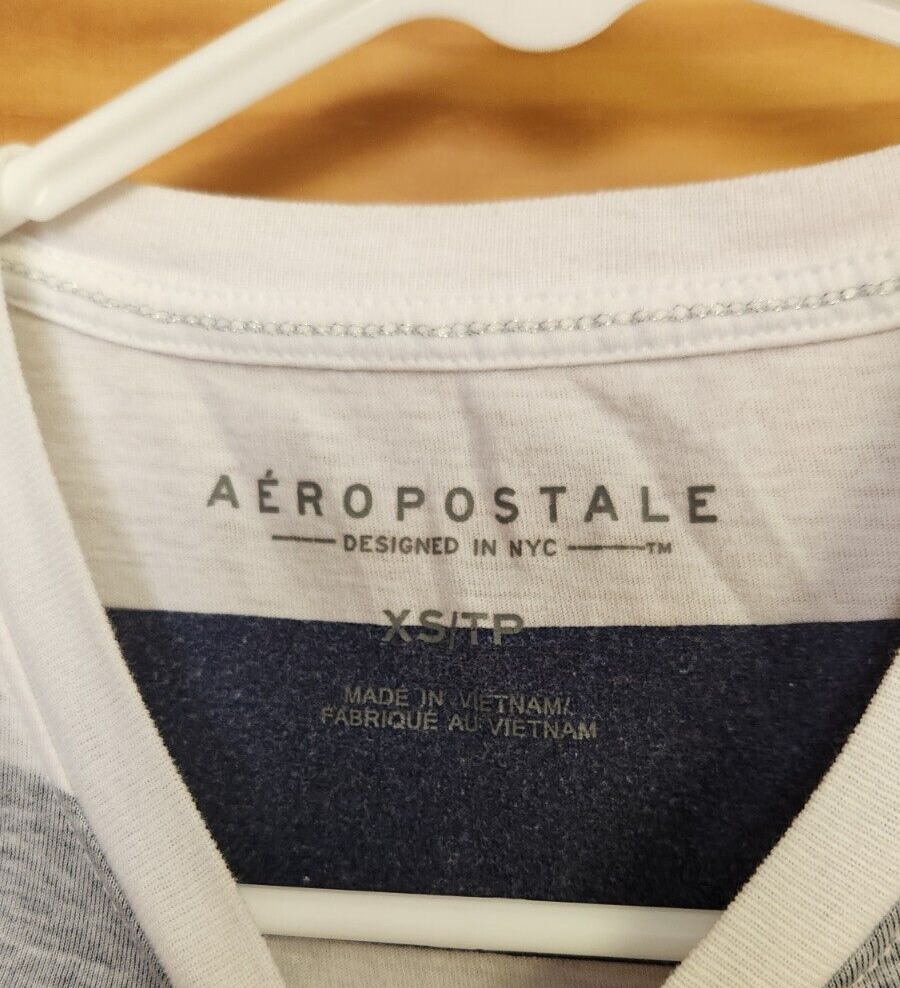 AÉROPOSTALE
DESIGNED IN NYC ™
XS/TP
MADE IN VIETNAM/
FABRIQUÉ AU VIETNAM